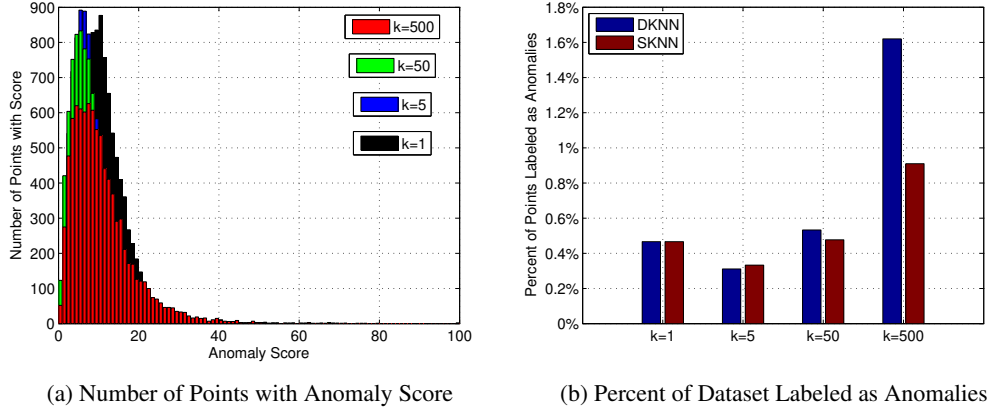 900
800
700
600
500
400
300
200
100
0
Number of Points with Score
0 20 40 60 80 100
Anomaly Score
k=500
k=50
k=5
k=1
(a) Number of Points with Anomaly Score
1.8%
1.6%
1.4%
1.2%
1%
0.8%
0.6%
0.4%
0.2%
0%
Percent of Points Labeled as Anomalies
DKNN
SKNN
k=1 k=5 k=50 k=500
(b) Percent of Dataset Labeled as Anomalies